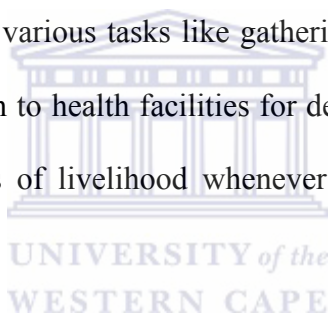 various tasks like gatheri
n to health facilities for de
s of livelihood whenever
UNIVERSITY of the
WESTERN CAPE